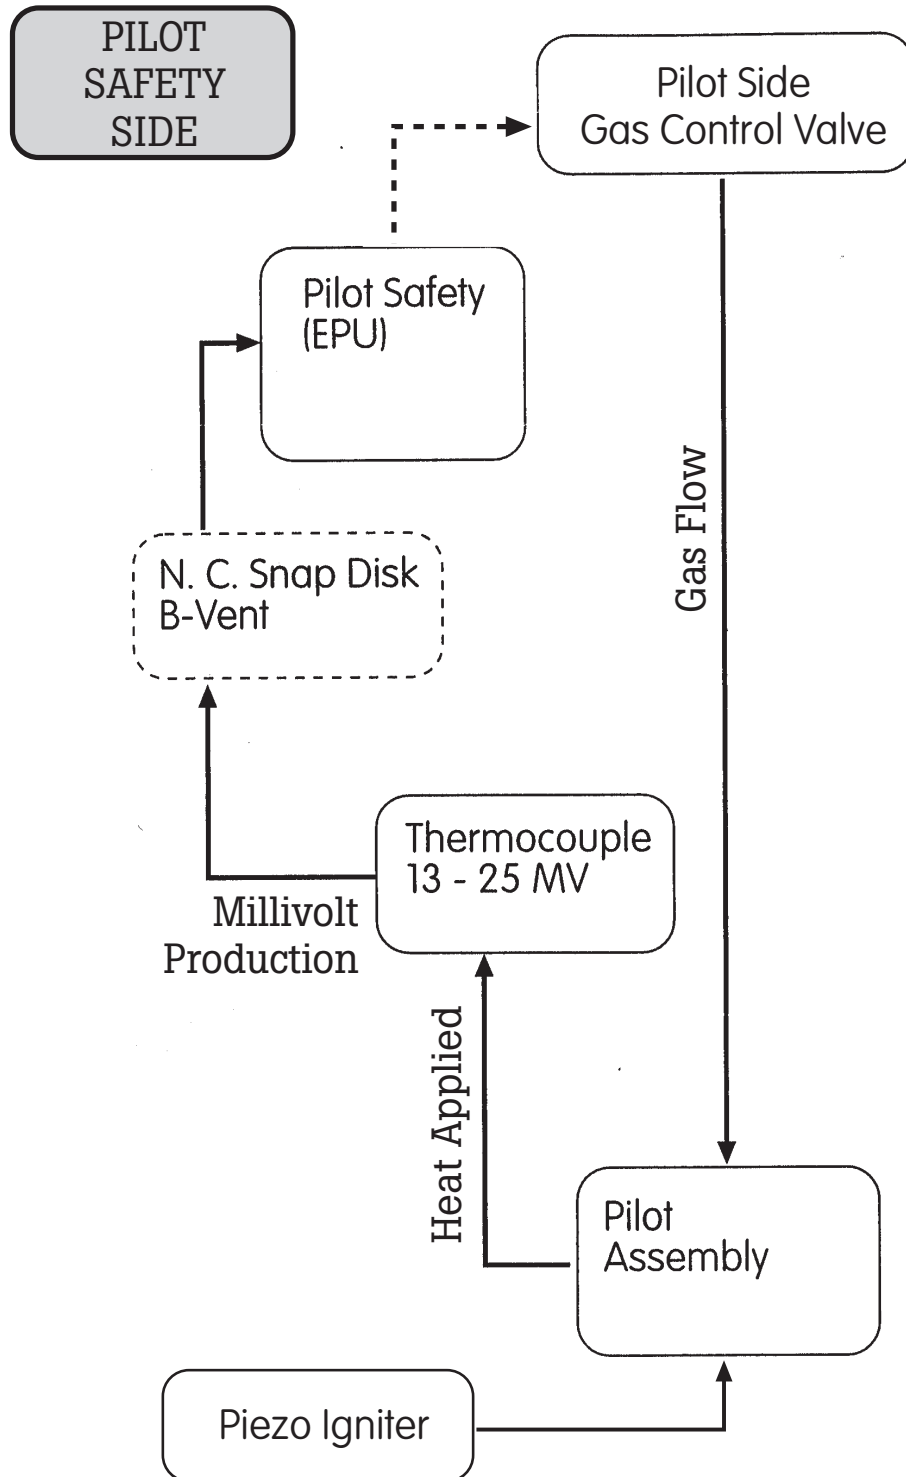 PILOT
SAFETY
SIDE
Pilot Side
Gas Control Valve
Pilot Safety
(EPU)
Gas Flow
N. C. Snap Disk
B-Vent
Thermocouple
13 - 25 MV
Millivolt
Production
Heat Applied
Pilot
Assembly
Piezo Igniter